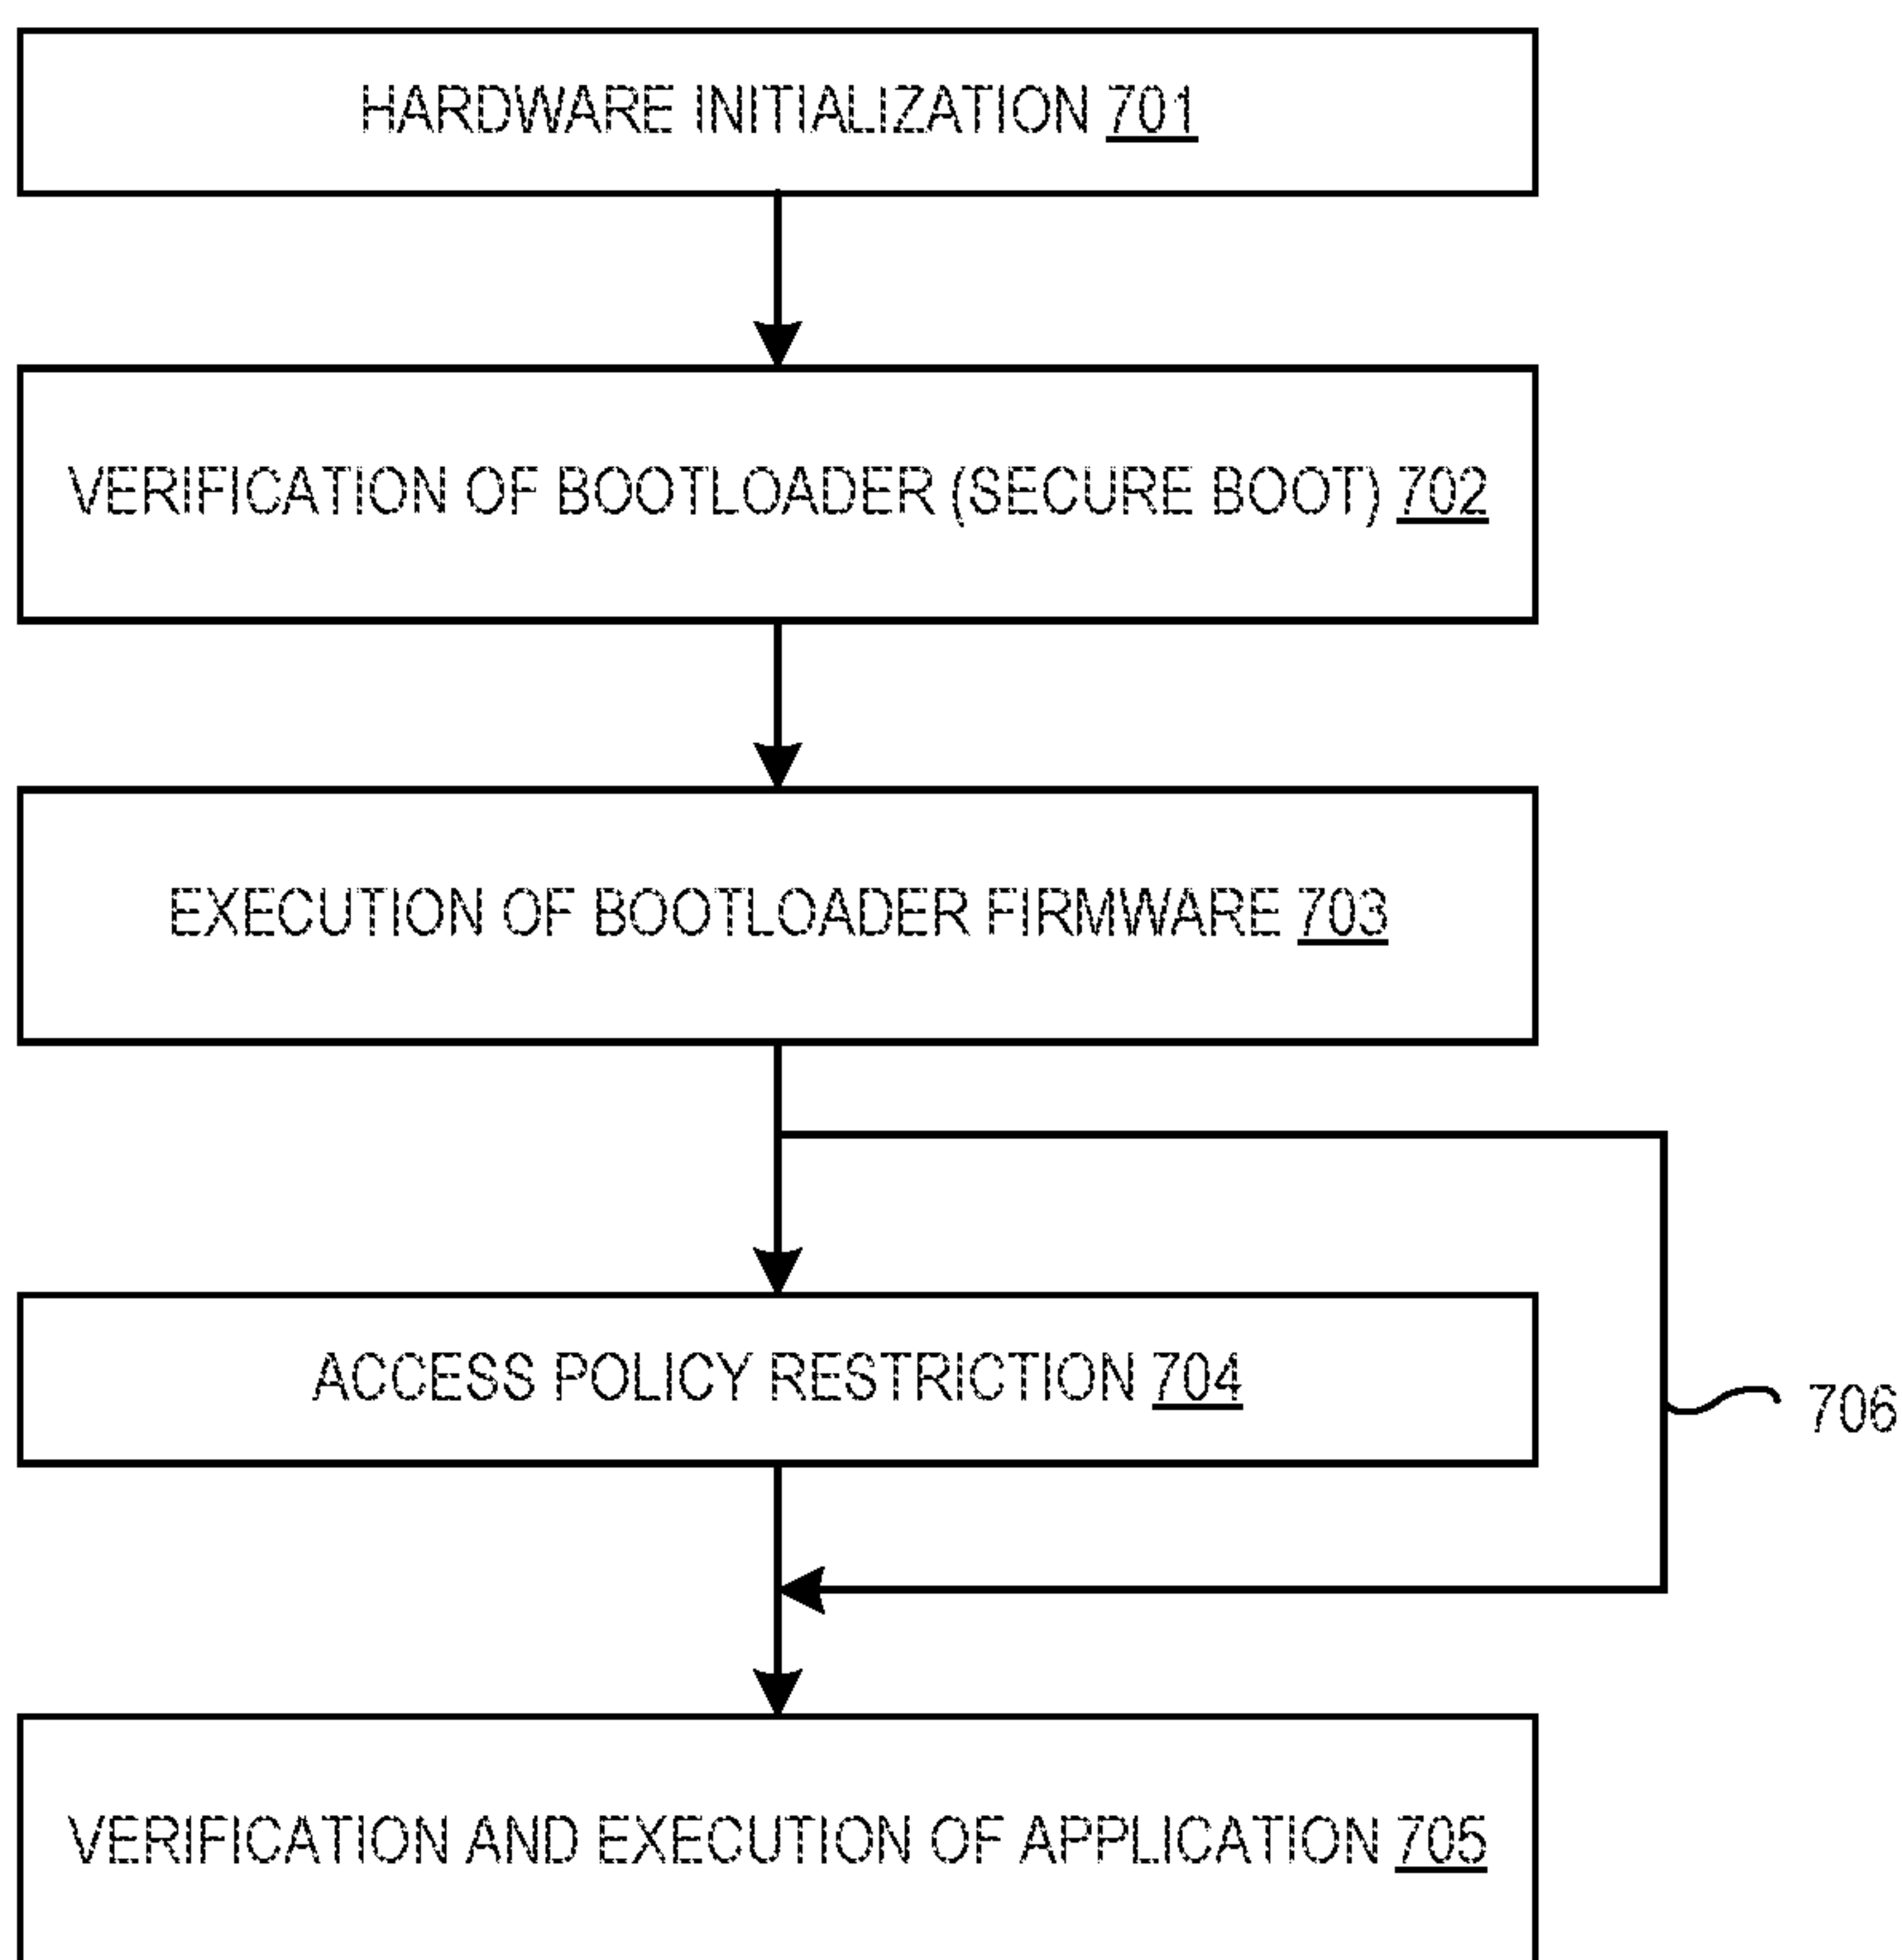 HARDWARE INITIALIZATION 701
VERIFICATION OF BOOTLOADER (SECURE BOOT) 702
EXECUTION OF BOOTLOADER FIRMWARE 703
ACCESS POLICY RESTRICTION 704
706
VERIFICATION AND EXECUTION OF APPLICATION 705